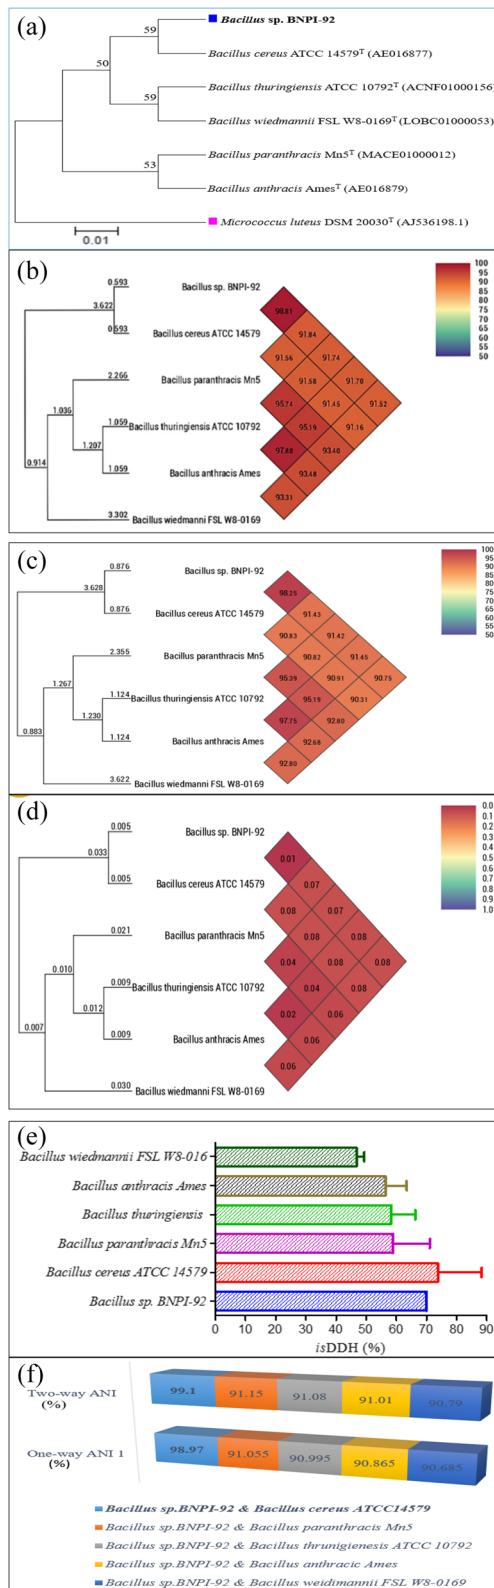 (a)
59
Bacillus sp. BNPI-92
Bacillus cereus ATCC 14579T (AE016877)
50
Bacillus thuringiensis ATCC 10792T (ACNF01000156)
59
Bacillus wiedmannii FSL W8-0169T (LOBC01000053)
Bacillus paranthracis Mn5T (MACE01000012)
53
Bacillus anthracis AmesT (AE016879)
Micrococcus luteus DSM 20030T (AJ536198.1)
0.01
(b)
0.593
Bacillus sp. BNPI-92
3.622
0.593
Bacillus cereus ATCC 14579
2.266
Bacillus paranthracis Mn5
1.036
1.059
Bacillus thuringiensis ATCC 10792
1.207
1.059
Bacillus anthracis Ames
0.914
3.302
Bacillus wiedmanni FSL W8-0169
98.81
91.84
91.56
91.74
91.58
91.70
95.74
91.45
91.52
95.19
91.16
97.88
93.40
93.48
93.31
100
95
90
85
80
75
70
65
60
55
50
(c)
0.876
Bacillus sp. BNPI-92
3.628
0.876
Bacillus cereus ATCC 14579
2.355
Bacillus paranthracis Mn5
1.267
1.124
Bacillus thuringiensis ATCC 10792
1.230
1.124
Bacillus anthracis Ames
0.883
3.622
Bacillus wiedmanni FSL W8-0169
98.25
91.43
90.83
91.42
90.82
91.45
95.39
90.91
90.75
95.19
90.31
97.75
92.80
92.68
92.80
100
95
90
85
80
75
70
65
60
55
50
(d)
0.005
Bacillus sp. BNPI-92
0.033
0.005
Bacillus cereus ATCC 14579
0.021
Bacillus paranthracis Mn5
0.010
0.009
Bacillus thuringiensis ATCC 10792
0.012
0.009
Bacillus anthracis Ames
0.007
0.030
Bacillus wiedmanni FSL W8-0169
0.01
0.07
0.08
0.07
0.08
0.08
0.04
0.08
0.08
0.04
0.08
0.02
0.06
0.06
0.06
0.0
0.1
0.2
0.3
0.4
0.5
0.6
0.7
0.8
0.9
1.0
(e)
Bacillus wiedmannii FSL W8-016
Bacillus anthracis Ames
Bacillus thuringiensis
Bacillus paranthracis Mn5
Bacillus cereus ATCC 14579
Bacillus sp. BNPI-92
0 10 20 30 40 50 60 70 80 90
isDDH (%)
(f)
Two-way ANI (%)
99.1 91.15 91.08 91.01 90.79
One-way ANI 1 (%)
98.97 91.055 90.995 90.865 90.685
Bacillus sp.BNPI-92 & Bacillus cereus ATCC14579
Bacillus sp.BNPI-92 & Bacillus paranthracis Mn5
Bacillus sp.BNPI-92 & Bacillus thrunigienesis ATCC 10792
Bacillus sp.BNPI-92 & Bacillus anthracic Ames
Bacillus sp.BNPI-92 & Bacillus weidimannii FSL W8-0169